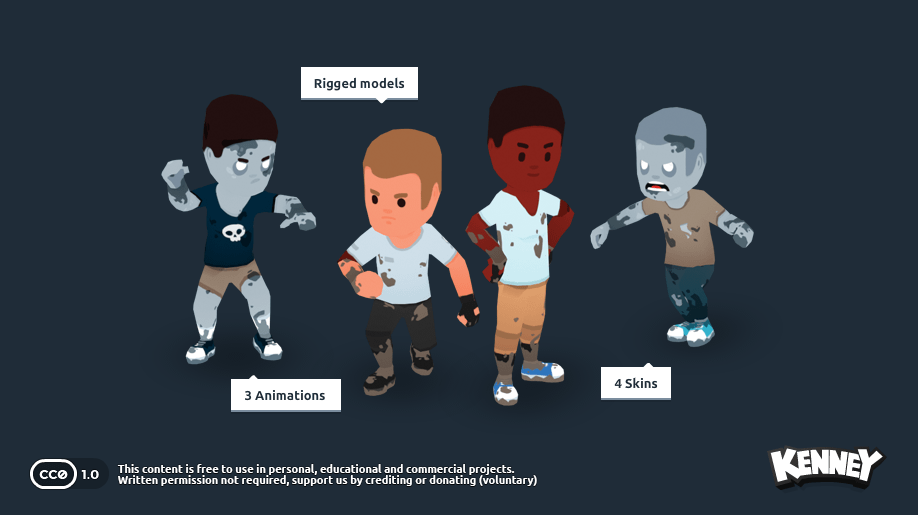 Rigged models
3 Animations
4 Skins
CC0 1.0
This content is free to use in personal, educational and commercial projects.
Written permission not required, support us by crediting or donating (voluntary)
KENNEY